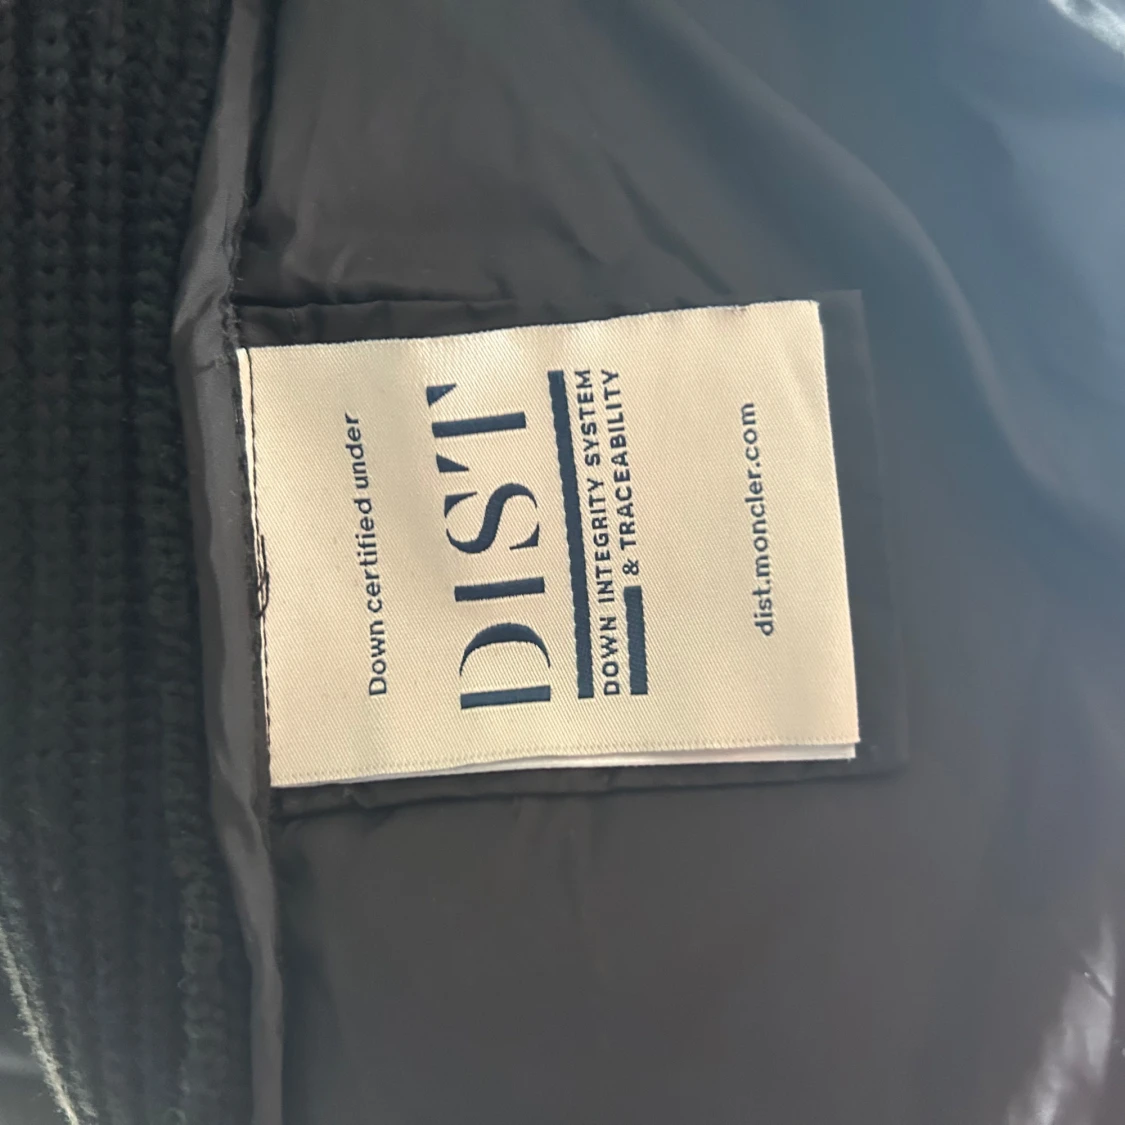 Down certified under
DIST
DOWN INTEGRITY SYSTEM
& TRACEABILITY
dist.moncler.com